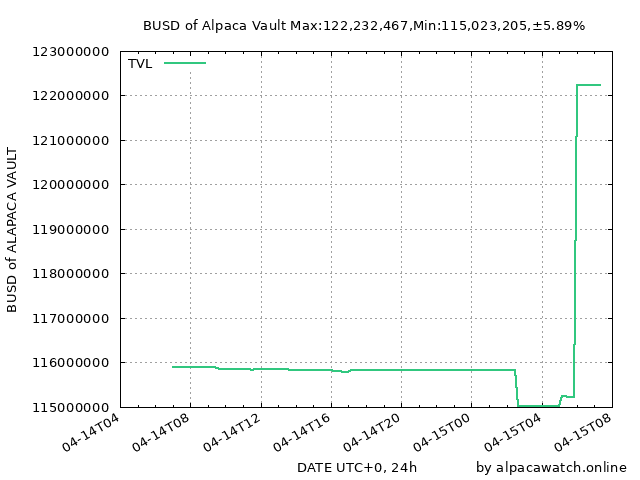 BUSD of Alpaca Vault Max:122,232,467,Min:115,023,205,±5.89%
TVL
123000000
122000000
121000000
120000000
119000000
118000000
117000000
116000000
115000000
BUSD of ALAPACA VAULT
04-14T04
04-14T08
04-14T12
04-14T16
04-14T20
04-15T00
04-15T04
04-15T08
DATE UTC+0, 24h
by alpacawatch.online